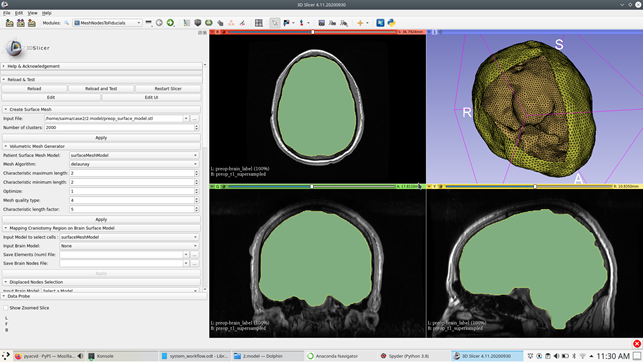 3D Slicer 4.11.20200930
File Edit View Help
Modules: MeshNodesToFiducials
3DSlicer
Help & Acknowledgement
Reload & Test
Reload Reload and Test Restart Slicer
Edit Edit UI
Create Surface Mesh
Input File: /home/saima/case2/2.model/preop_surface_model.stl
Number of clusters: 2000
Apply
Volumetric Mesh Generator
Patient Surface Mesh Model: surfaceMeshModel
Mesh Algorithm: delaunay
Characteristic maximum length: 2
Characteristic minimum length: 2
Optimize: 1
Mesh quality type: 4
Characteristic length factor: 5
Apply
Mapping Craniotomy Region on Brain Surface Model
Input Model to select cells : surfaceMeshModel
Input Brain Model: None
Save Elements (num) File:
Save Brain Nodes File:
Apply
Displaced Nodes Selection
Data Probe
Show Zoomed Slice
L
F
B
L: preop-brain_label (100%)
B: preop_t1_supersampled
S
R
A
L: preop-brain_label (100%)
B: preop_t1_supersampled
L: preop-brain_label (100%)
B: preop_t1_supersampled
pyacvd · PyPI — Mozilla... Konsole system_workflow.odt - Libr... 2.model — Dolphin Anaconda Navigator Spyder (Python 3.8) 3D Slicer 4.11.20200930 11:30 AM